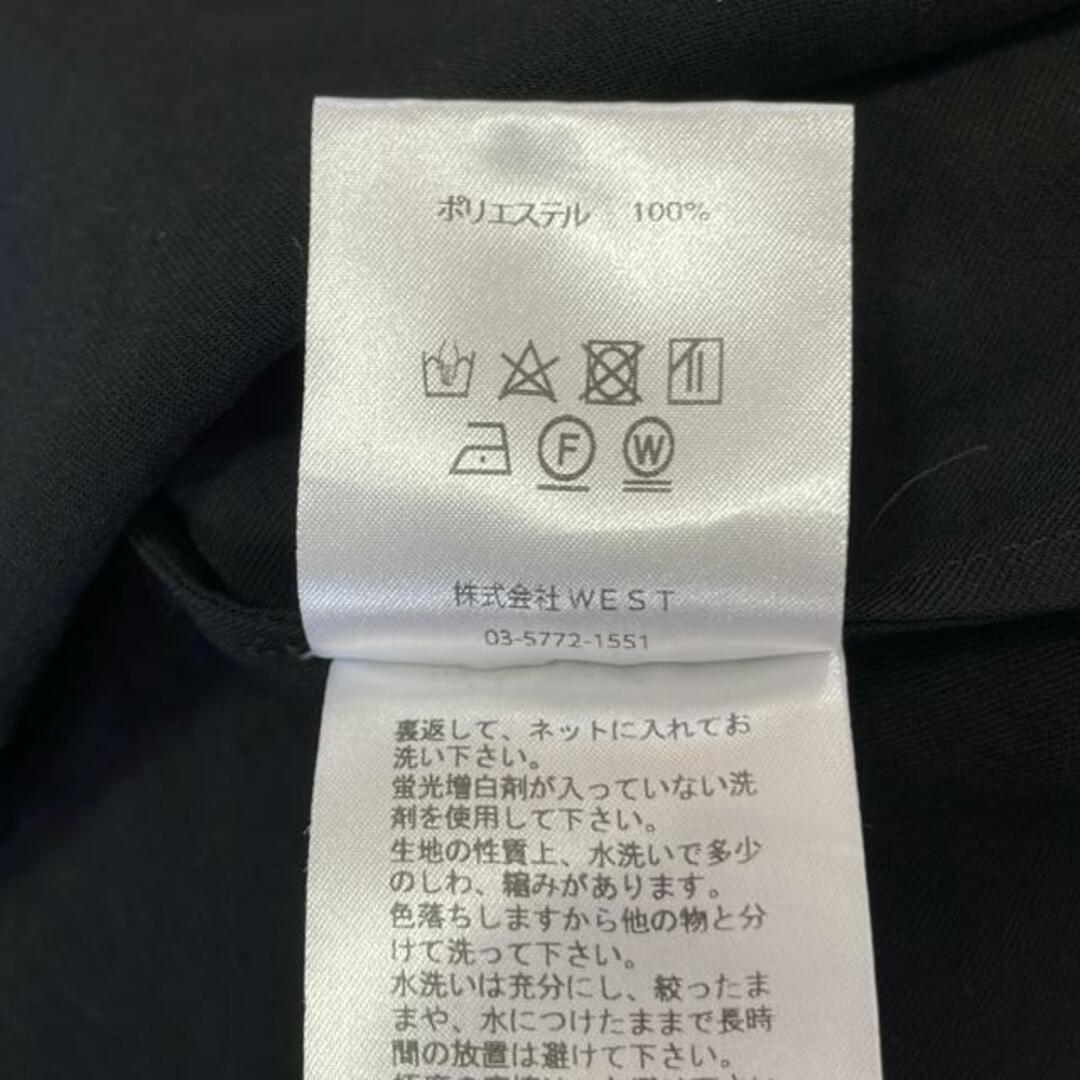 ポリエステル 100%
F W
株式会社WEST
03-5772-1551
裏返して、ネットに入れてお
洗い下さい。
蛍光増白剤が入っていない洗
剤を使用して下さい。
生地の性質上、水洗いで多少
のしわ、縮みがあります。
色落ちしますから他の物と分
けて洗って下さい。
水洗いは充分にし、絞ったま
まや、水につけたままで長時
間の放置は避けて下さい。